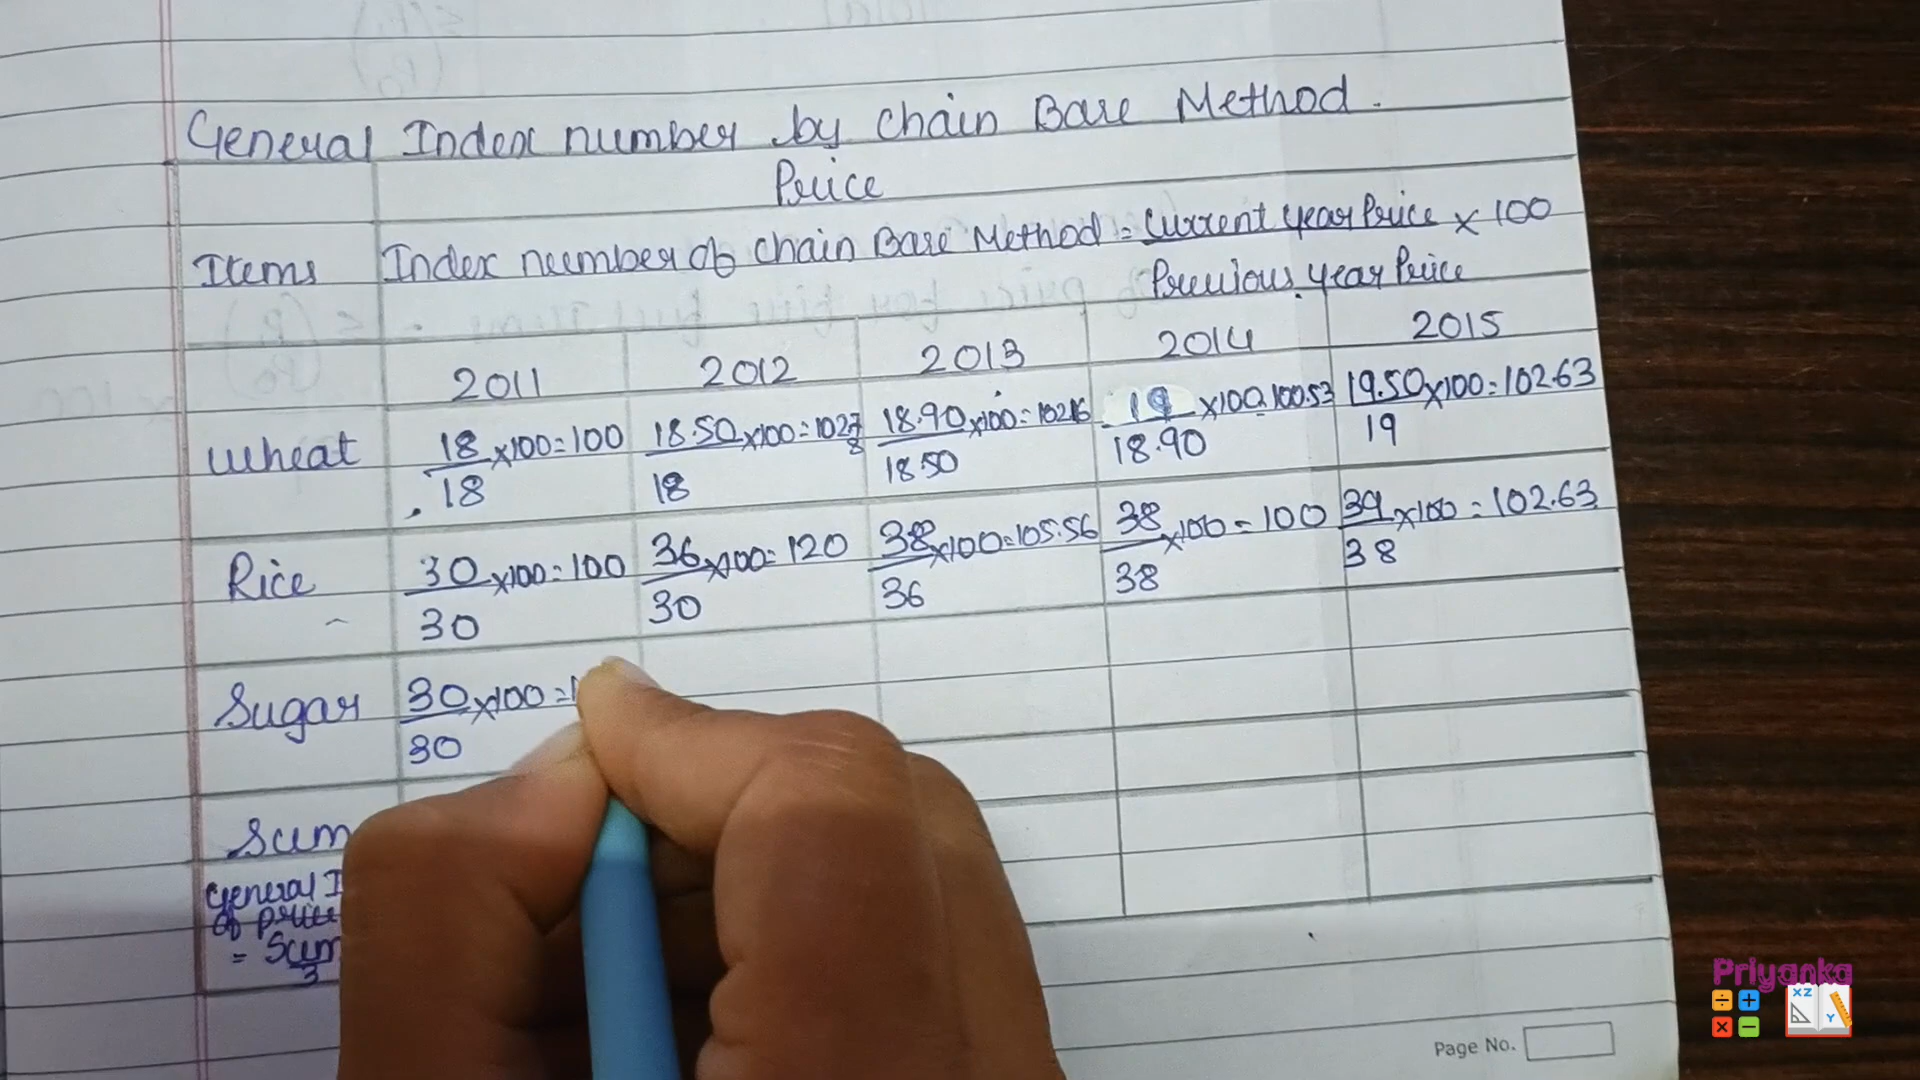 General Index number by Chain Base Method.
Price
Items Index number of Chain Base Method = Current year Price × 100
Previous year Price
2011 2012 2013 2014 2015
Wheat 18 ×100=100 18.50 ×100=102.78 18.90 ×100=102.16 19 ×100=100.53 19.50 ×100=102.63
18 18 18.50 18.90 19
Rice 30 ×100=100 36 ×100=120 38 ×100=105.56 38 ×100=100 39 ×100=102.63
30 30 36 38 38
Sugar 30 ×100=1
30
Sum
General I
of price
= Sum
3
Priyanka
÷ + XZ
× − Y
Page No.